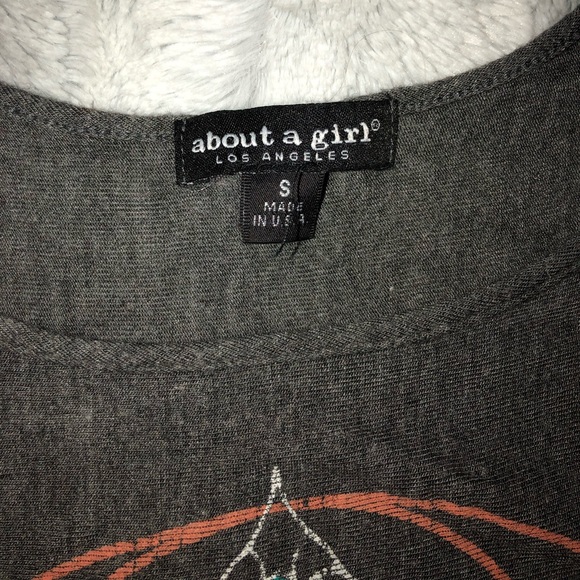 about a girl®
LOS ANGELES
S
MADE
IN U.S.A.